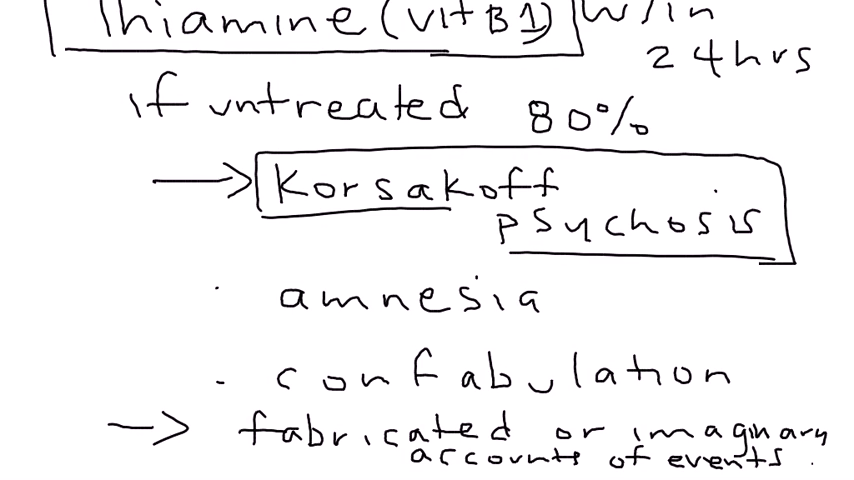 Thiamine (vit B1) w/in
24hrs
if untreated 80%
→ Korsakoff
psychosis
· amnesia
- confabulation
→ fabricated or imaginary
accounts of events.